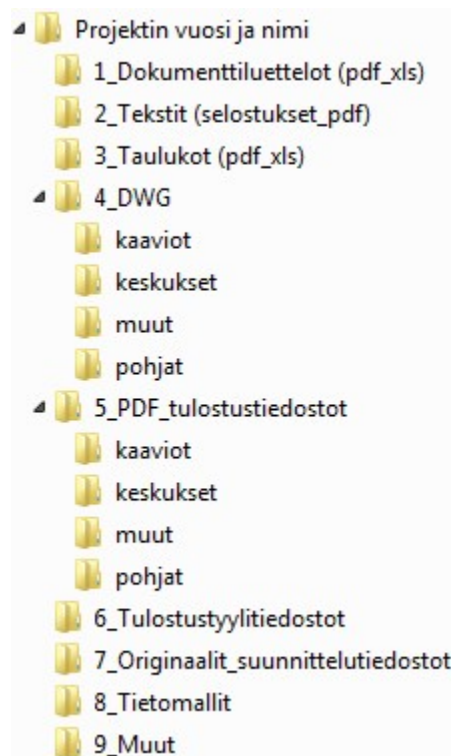 Projektin vuosi ja nimi
1_Dokumenttiluettelot (pdf_xls)
2_Tekstit (selostukset_pdf)
3_Taulukot (pdf_xls)
4_DWG
kaaviot
keskukset
muut
pohjat
5_PDF_tulostustiedostot
kaaviot
keskukset
muut
pohjat
6_Tulostustyylitiedostot
7_Originaalit_suunnittelutiedostot
8_Tietomallit
9_Muut